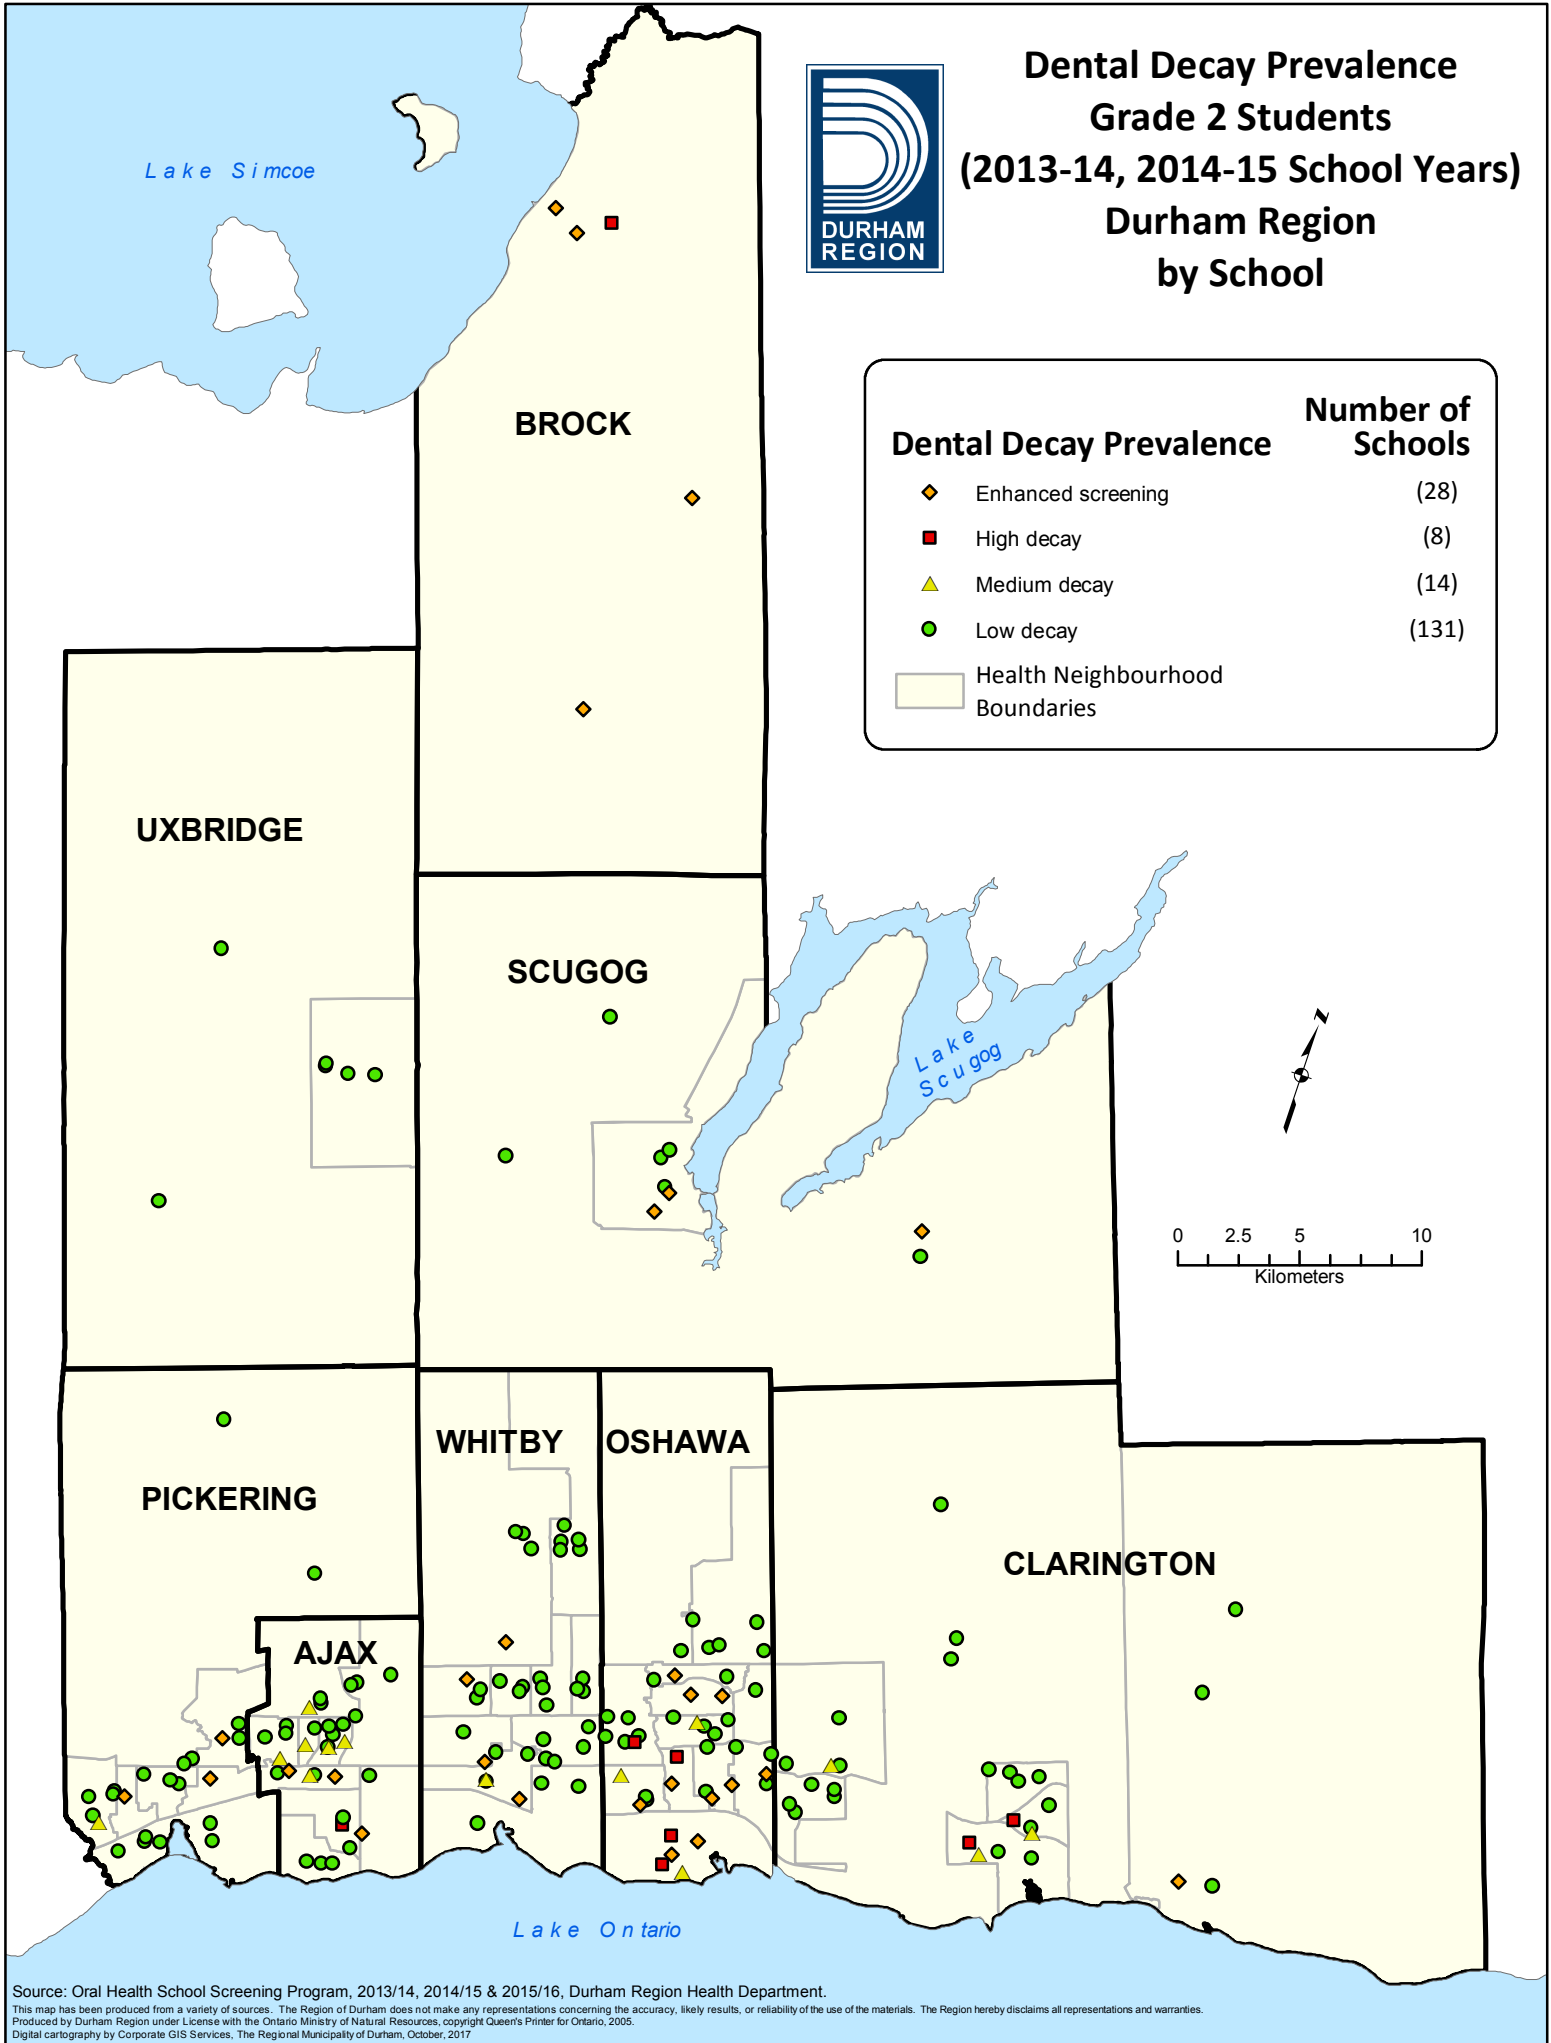 Dental Decay Prevalence
Grade 2 Students
(2013-14, 2014-15 School Years)
Durham Region
by School
DURHAM
REGION
Lake Simcoe
BROCK
Dental Decay Prevalence
Number of
Schools
Enhanced screening (28)
High decay (8)
Medium decay (14)
Low decay (131)
Health Neighbourhood
Boundaries
UXBRIDGE
SCUGOG
Lake
Scugog
N
0 2.5 5 10
Kilometers
WHITBY
OSHAWA
PICKERING
CLARINGTON
AJAX
Lake Ontario
Source: Oral Health School Screening Program, 2013/14, 2014/15 & 2015/16, Durham Region Health Department.
This map has been produced from a variety of sources. The Region of Durham does not make any representations concerning the accuracy, likely results, or reliability of the use of the materials. The Region hereby disclaims all representations and warranties.
Produced by Durham Region under License with the Ontario Ministry of Natural Resources, copyright Queen's Printer for Ontario, 2005.
Digital cartography by Corporate GIS Services, The Regional Municipality of Durham, October, 2017